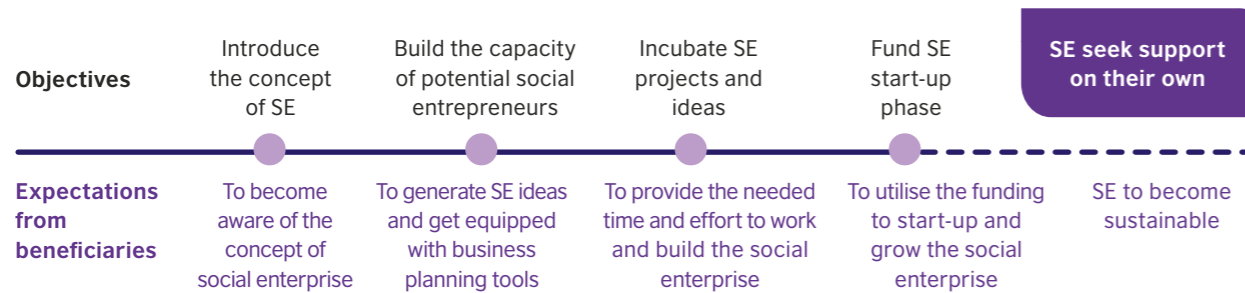 Objectives
Introduce
the concept
of SE
Build the capacity
of potential social
entrepreneurs
Incubate SE
projects and
ideas
Fund SE
start-up
phase
SE seek support
on their own
Expectations
from
beneficiaries
To become
aware of the
concept of
social enterprise
To generate SE ideas
and get equipped
with business
planning tools
To provide the needed
time and effort to work
and build the social
enterprise
To utilise the funding
to start-up and
grow the social
enterprise
SE to become
sustainable